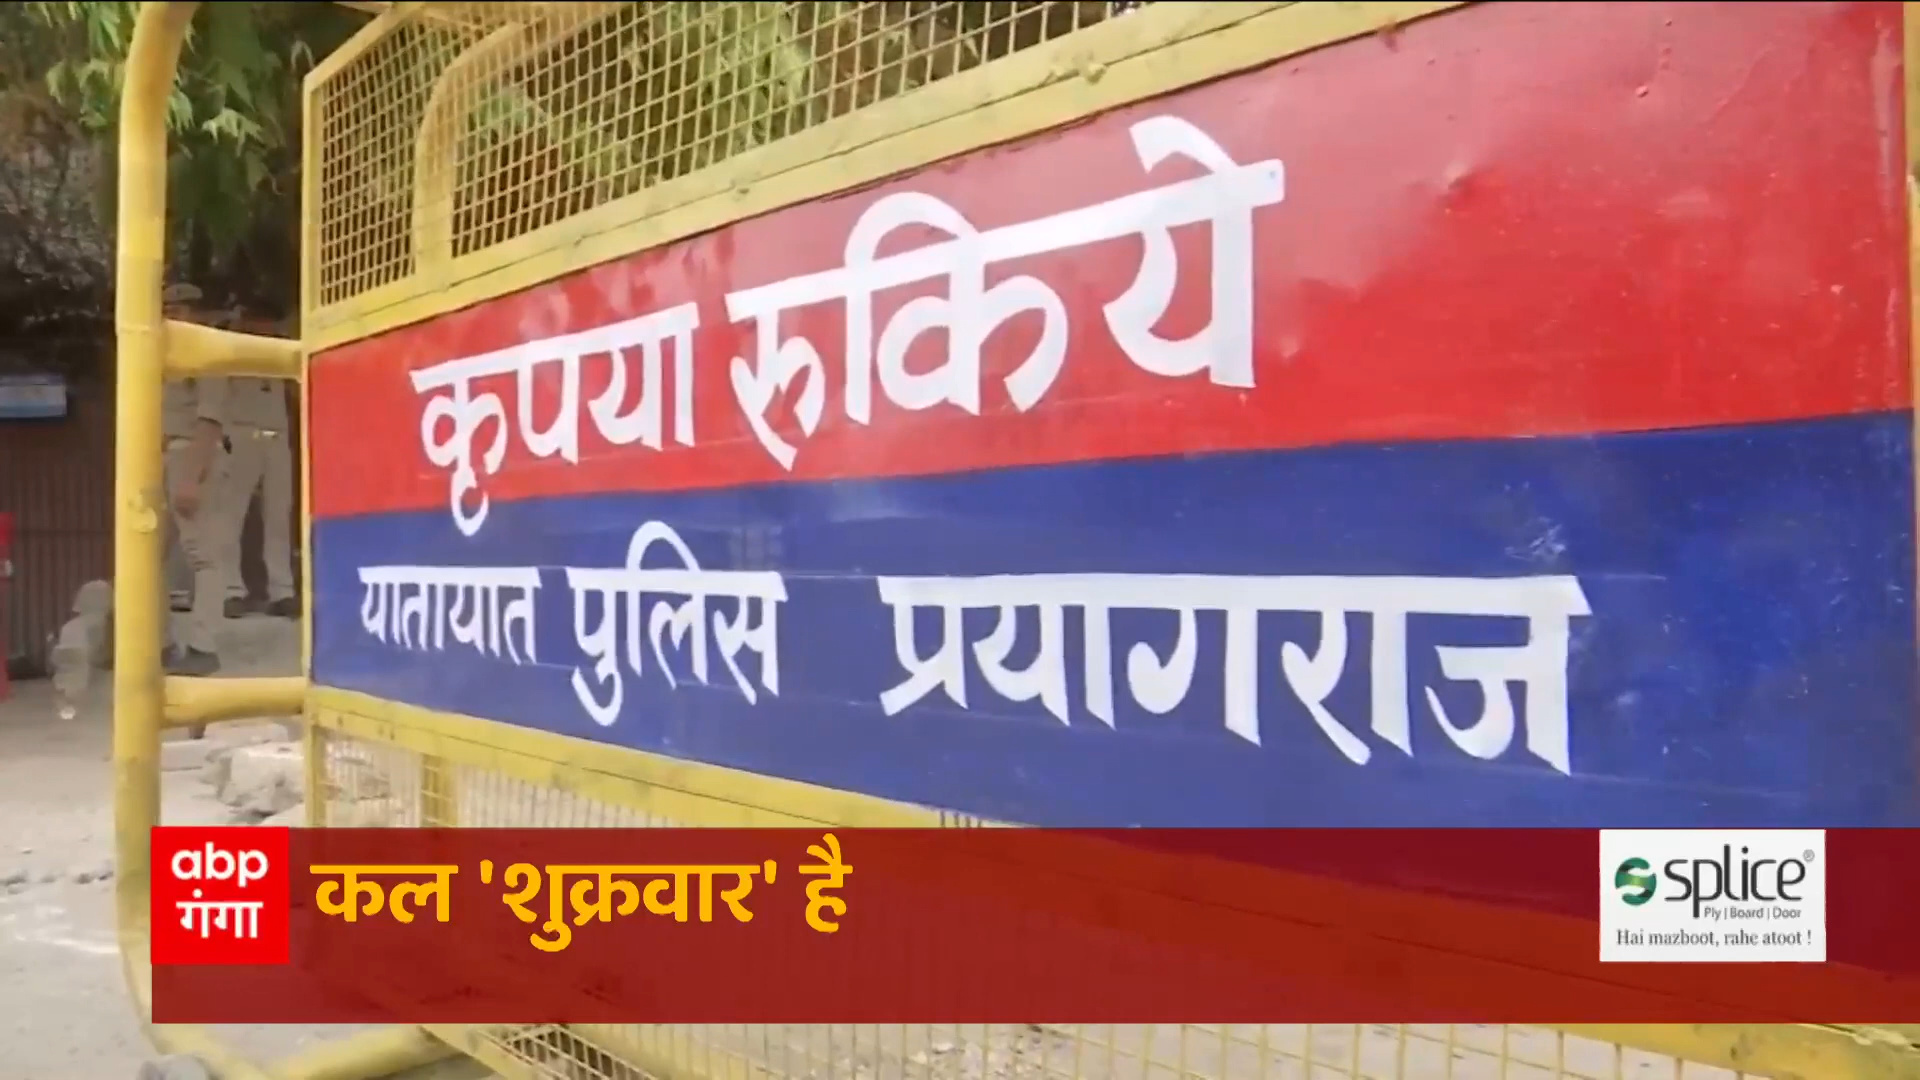 कृपया रुकिये
यातायात पुलिस प्रयागराज
abp
गंगा
कल 'शुक्रवार' है
splice®
Ply | Board | Door
Hai mazboot, rahe atoot !